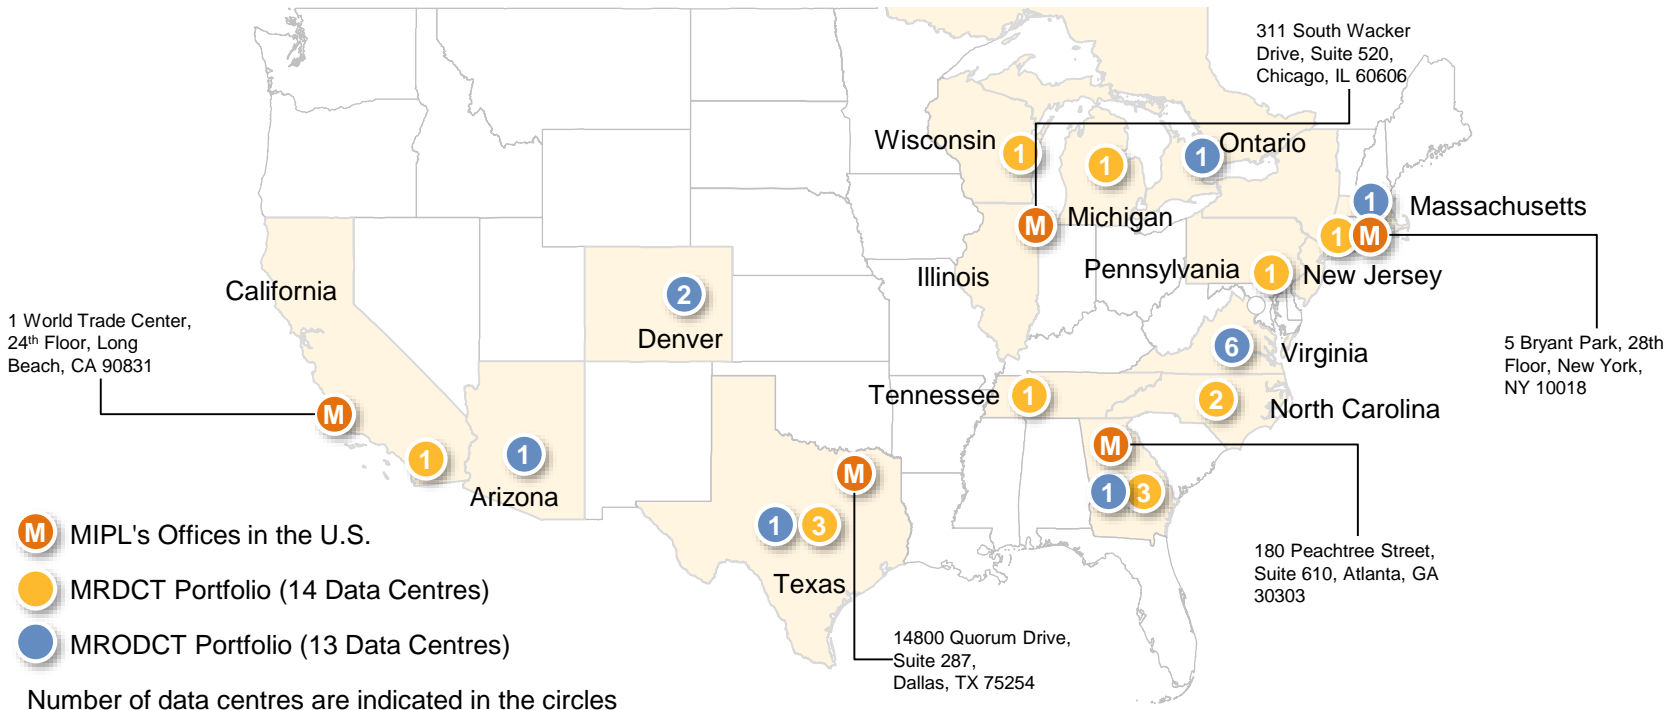 311 South Wacker
Drive, Suite 520,
Chicago, IL 60606
Wisconsin
1
1
1
Ontario
1
Massachusetts
M
Michigan
1
M
Illinois
Pennsylvania
1
New Jersey
California
2
Denver
1 World Trade Center,
24th Floor, Long
Beach, CA 90831
6
Virginia
5 Bryant Park, 28th
Floor, New York,
NY 10018
Tennessee
1
2
North Carolina
M
M
1
1
Arizona
M
1
3
1
3
Texas
180 Peachtree Street,
Suite 610, Atlanta, GA
30303
14800 Quorum Drive,
Suite 287,
Dallas, TX 75254
M MIPL's Offices in the U.S.
MRDCT Portfolio (14 Data Centres)
MRODCT Portfolio (13 Data Centres)
Number of data centres are indicated in the circles